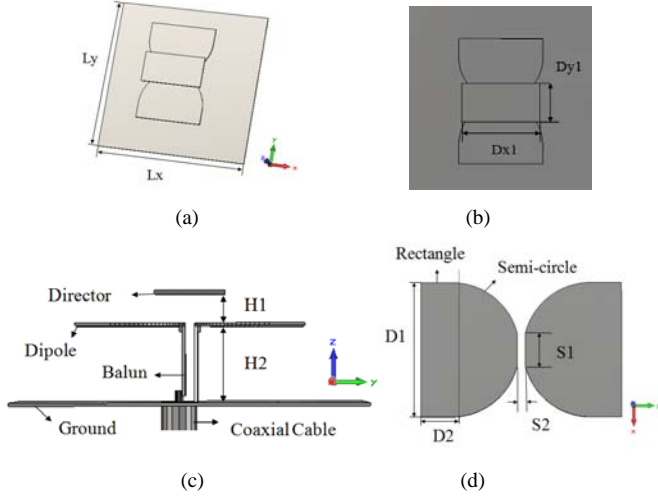 Ly
Lx
z
Y
x
(a)
Dy1
Dx1
(b)
Director
H1
Dipole
Balun
H2
Z
Y
Ground
Coaxial Cable
(c)
Rectangle
Semi-circle
D1
S1
D2
S2
x
(d)